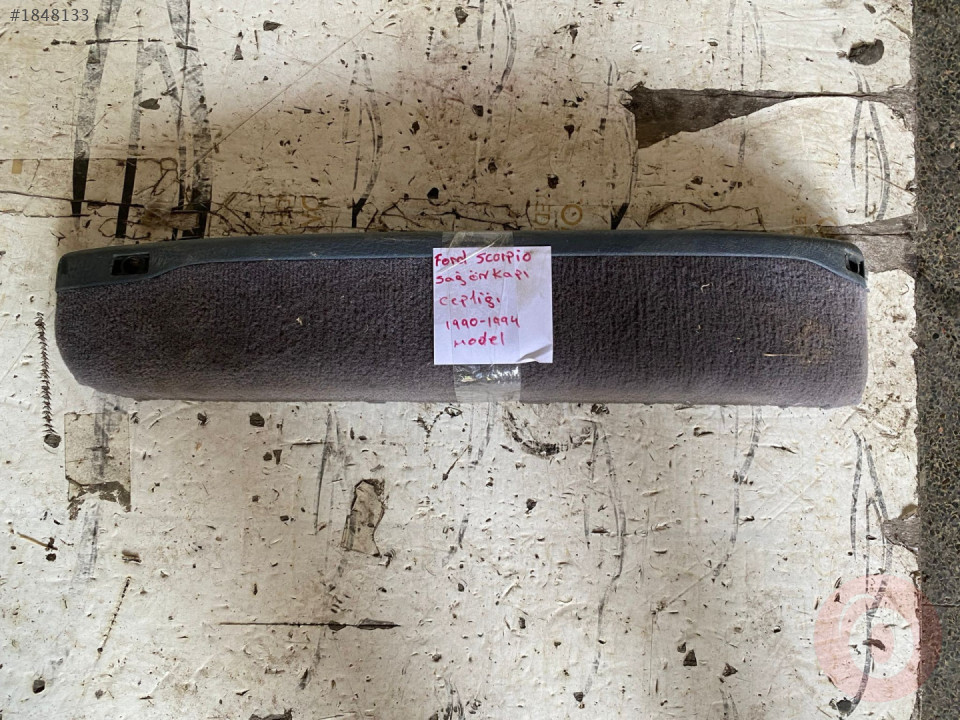 #1848133
Ford Scorpio
Sağ ön kapı
cepliği
1990-1994
Model